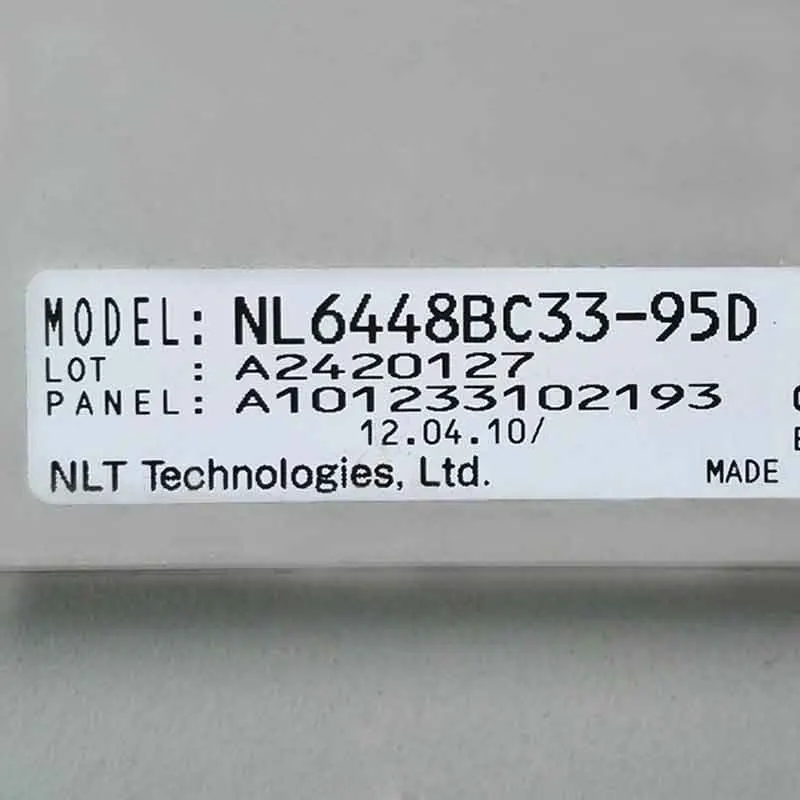 MODEL: NL6448BC33-95D
LOT : A2420127
PANEL: A101233102193
12.04.10/
NLT Technologies, Ltd. MADE